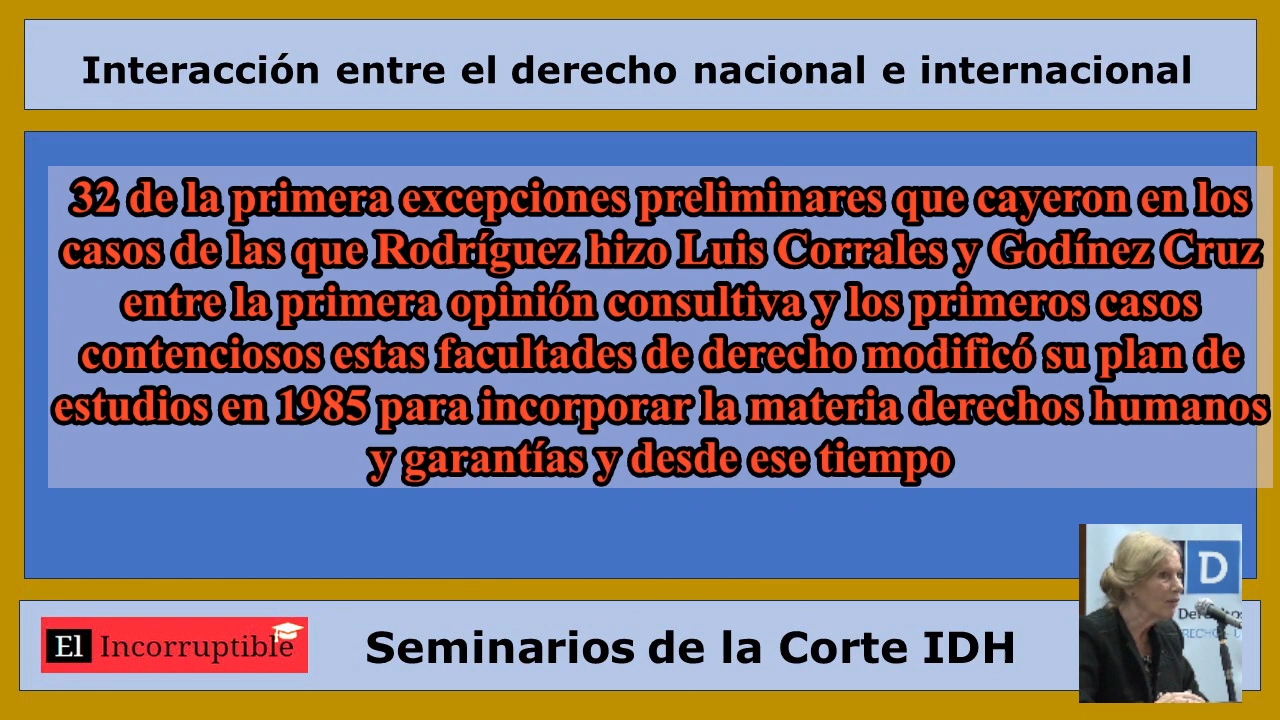 Interacción entre el derecho nacional e internacional
32 de la primera excepciones preliminares que cayeron en los
casos de las que Rodríguez hizo Luis Corrales y Godínez Cruz
entre la primera opinión consultiva y los primeros casos
contenciosos estas facultades de derecho modificó su plan de
estudios en 1985 para incorporar la materia derechos humanos
y garantías y desde ese tiempo
D
El Incorruptible
Seminarios de la Corte IDH